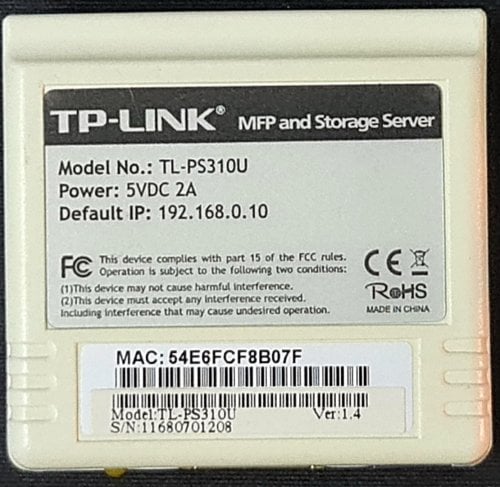 TP-LINK® MFP and Storage Server
Model No.: TL-PS310U
Power: 5VDC 2A
Default IP: 192.168.0.10
FC This device complies with part 15 of the FCC rules.
Operation is subject to the following two conditions:
(1)This device may not cause harmful interference.
(2)This device must accept any interference received.
Including interference that may cause undesired operation.
CE
RoHS
MADE IN CHINA
MAC: 54E6FCF8B07F
Model:TL-PS310U Ver:1.4
S/N:11680701208